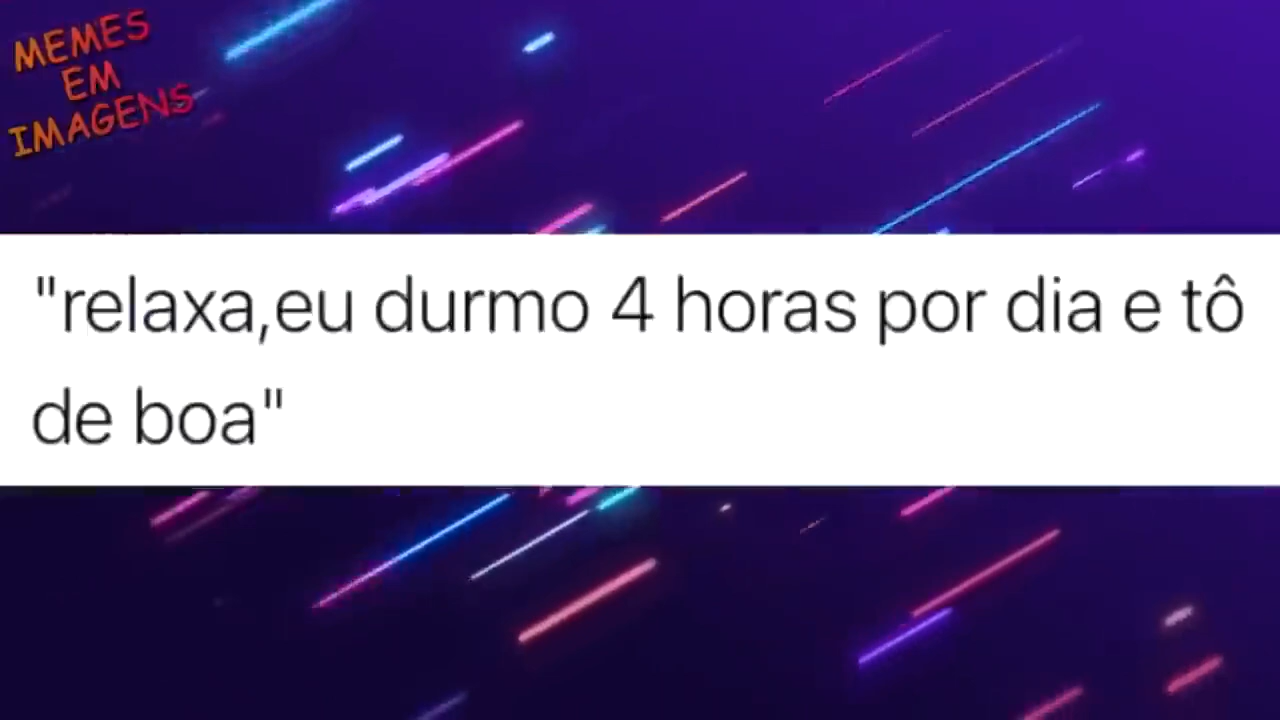 MEMES
EM
IMAGENS
"relaxa,eu durmo 4 horas por dia e tô
de boa"